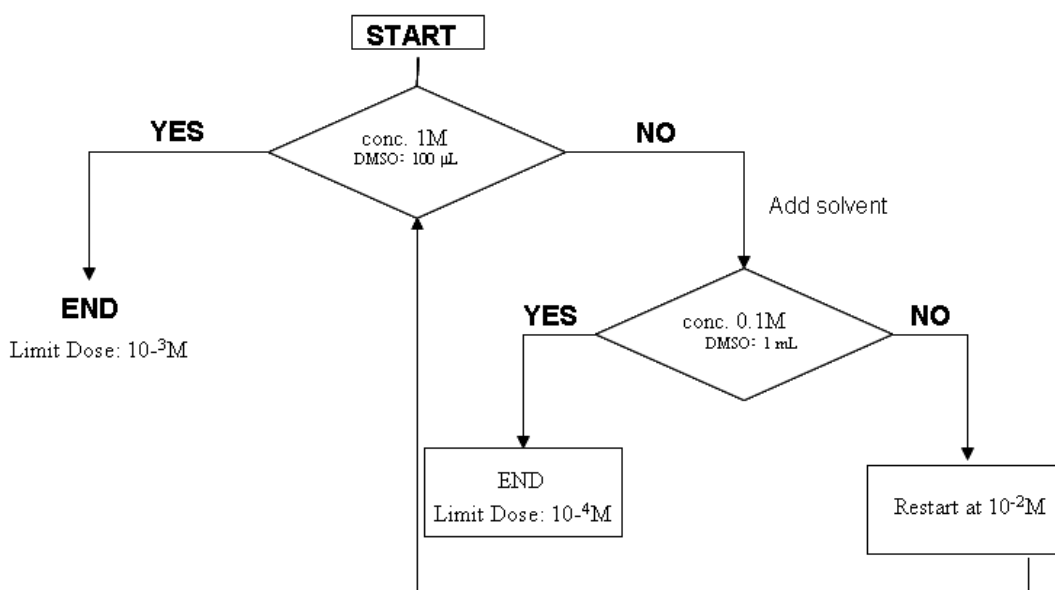 START
YES
conc. 1M
DMSO: 100 µL
NO
Add solvent
END
Limit Dose: 10-³M
YES
conc. 0.1M
DMSO: 1 mL
NO
END
Limit Dose: 10-⁴M
Restart at 10⁻²M